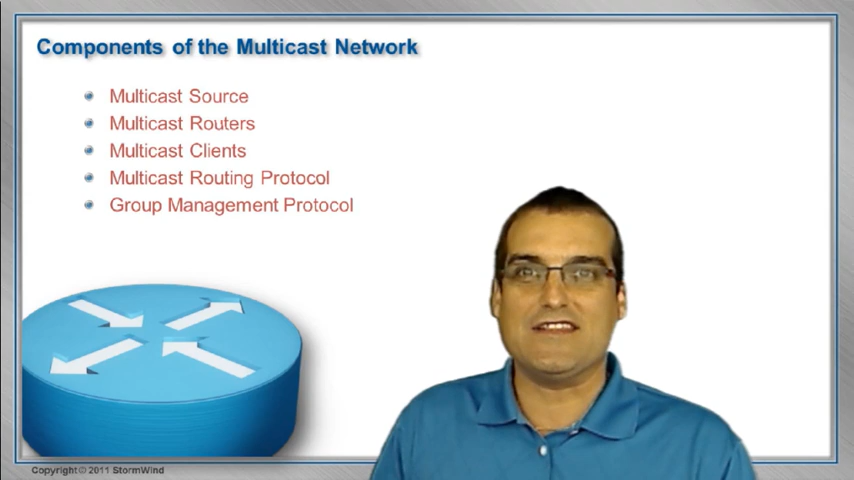 Components of the Multicast Network
Multicast Source
Multicast Routers
Multicast Clients
Multicast Routing Protocol
Group Management Protocol
Copyright © 2011 StormWind